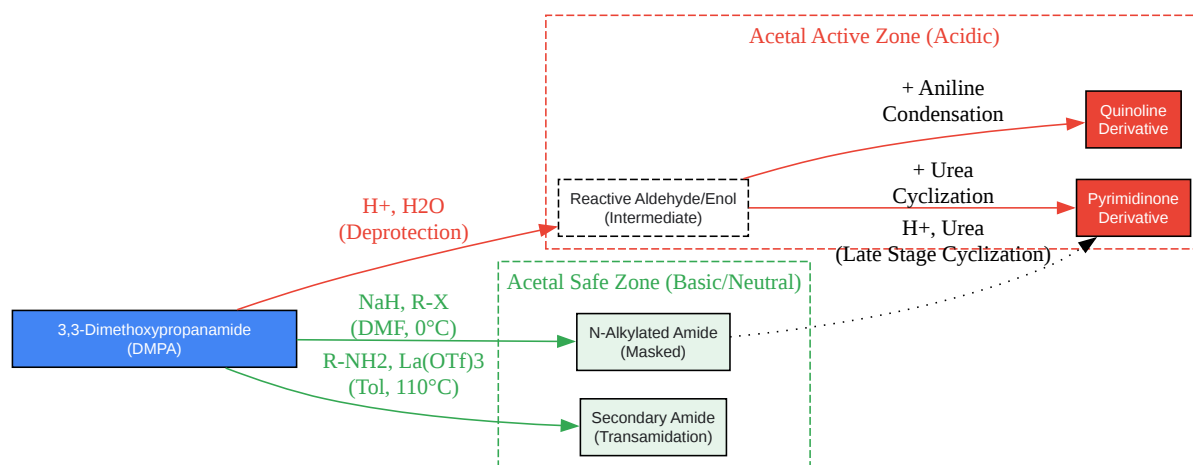 Acetal Active Zone (Acidic)
+ Aniline
Condensation
Quinoline
Derivative
+ Urea
Cyclization
Reactive Aldehyde/Enol
(Intermediate)
Pyrimidinone
Derivative
H+, H2O
(Deprotection)
H+, Urea
(Late Stage Cyclization)
Acetal Safe Zone (Basic/Neutral)
NaH, R-X
(DMF, 0°C)
3,3-Dimethoxypropanamide
(DMPA)
N-Alkylated Amide
(Masked)
R-NH2, La(OTf)3
(Tol, 110°C)
Secondary Amide
(Transamidation)